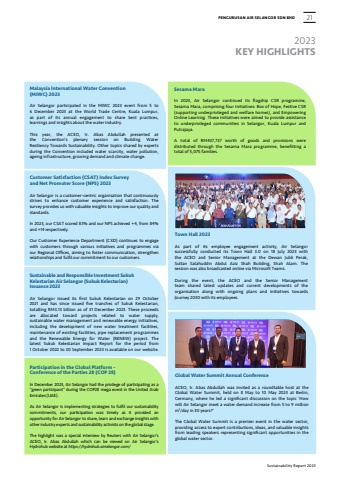 PENGURUSAN AIR SELANGOR SDN BHD 21
2023
KEY HIGHLIGHTS
Malaysia International Water Convention
(MIWC) 2023
Air Selangor participated in the MIWC 2023 event from 5 to
6 December 2023 at the World Trade Centre, Kuala Lumpur,
as part of its annual engagement to share best practices,
learnings and insights about the water industry.
This year, the ACEO, Ir. Abas Abdullah presented at
the Convention's plenary session on Building Water
Resiliency Towards Sustainability. Other topics shared by experts
during the Convention included water scarcity, water pollution,
ageing infrastructure, growing demand and climate change.
Customer Satisfaction (CSAT) Index Survey
and Net Promoter Score (NPS) 2023
Air Selangor is a customer-centric organisation that continuously
strives to enhance customer experience and satisfaction. The
survey provides us with valuable insights to improve our quality and
standards.
In 2023, our CSAT scored 83% and our NPS achieved +4, from 84%
and +14 respectively.
Our Customer Experience Department (CXD) continues to engage
with customers through various initiatives and programmes via
our Regional Offices, aiming to foster communication, strengthen
relationships and fulfil our commitment to our customers.
Sustainable and Responsible Investment Sukuk
Kelestarian Air Selangor (Sukuk Kelestarian)
Issuance 2023
Air Selangor issued its first Sukuk Kelestarian on 29 October
2021 and has since issued five tranches of Sukuk Kelestarian,
totalling RM3.15 billion as of 31 December 2023. These proceeds
are allocated toward projects related to water supply,
sustainable water management and renewable energy initiatives,
including the development of new water treatment facilities,
maintenance of existing facilities, pipe replacement programmes
and the Renewable Energy for Water (RENEW) project. The
latest Sukuk Kelestarian Impact Report for the period from
1 October 2022 to 30 September 2023 is available on our website.
Participation in the Global Platform –
Conference of the Parties 28 (COP 28)
In December 2023, Air Selangor had the privilege of participating as a
"green participant" during the COP28 mega event in the United Arab
Emirates (UAE).
As Air Selangor is implementing strategies to fulfil our sustainability
commitments, our participation was timely as it provided an
opportunity for Air Selangor to share, learn and exchange insights with
other industry experts and sustainability activists on the global stage.
The highlight was a special interview by Reuters with Air Selangor's
ACEO, Ir. Abas Abdullah which can be viewed on Air Selangor's
Hydrohub website at https://hydrohub.airselangor.com/
Sesama Mara
In 2023, Air Selangor continued its flagship CSR programme,
Sesama Mara, comprising four initiatives: Box of Hope, Festive CSR
(supporting underprivileged and welfare homes), and Empowering
Online Learning. These initiatives were aimed to provide assistance
to underprivileged communities in Selangor, Kuala Lumpur and
Putrajaya.
Town Hall 2023
As part of its employee engagement activity, Air Selangor
successfully conducted its Town Hall 3.0 on 18 July 2023 with
the ACEO and Senior Management at the Dewan Jubli Perak,
Sultan Salahuddin Abdul Aziz Shah Building, Shah Alam. The
session was also broadcasted online via Microsoft Teams.
During the event, the ACEO and the Senior Management
team shared latest updates and current developments of the
organisation along with ongoing plans and initiatives towards
Journey 2030 with its employees.
Global Water Summit Annual Conference
ACEO, Ir. Abas Abdullah was invited as a roundtable host at the
Global Water Summit, held on 8 May to 10 May 2023 at Berlin,
Germany, where he led a significant discussion on the topic 'How
will Air Selangor meet a water demand increase from 5 to 9 million
m³/day in 30 years?'
The Global Water Summit is a premier event in the water sector,
providing access to expert contributions, ideas, and valuable insights
from leading speakers representing significant opportunities in the
global water sector.
Sustainability Report 2023